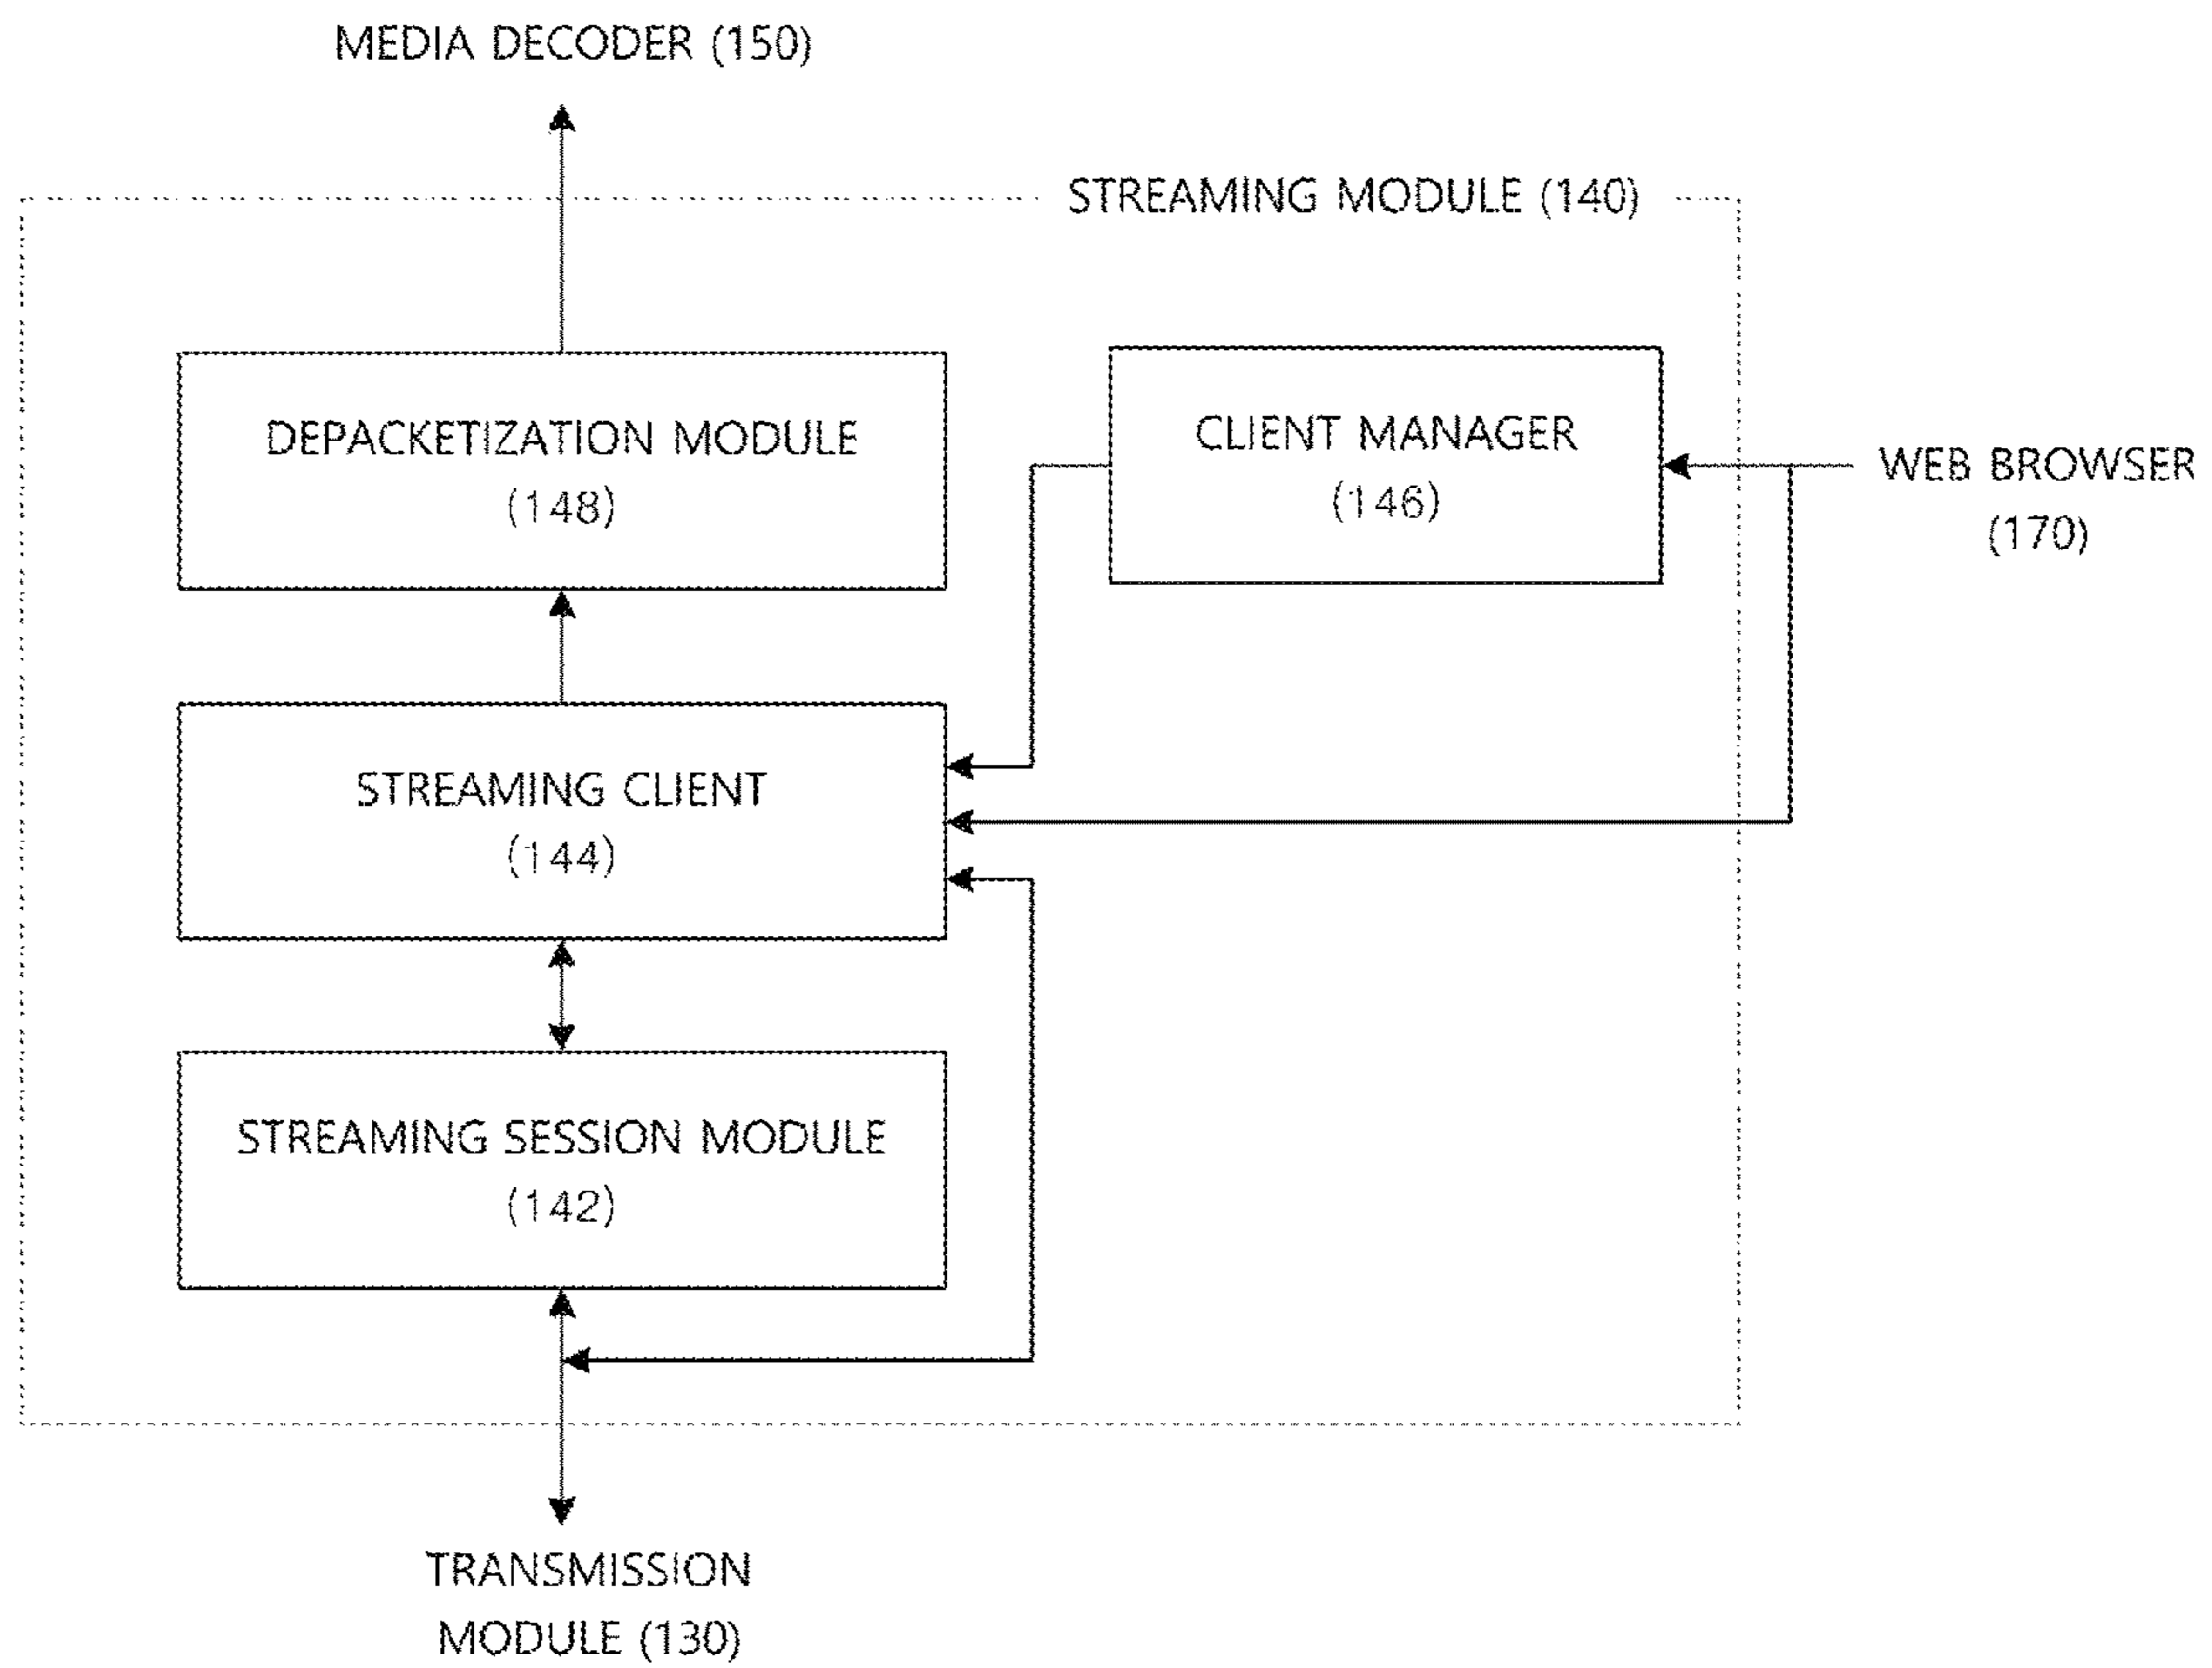 MEDIA DECODER (150)
STREAMING MODULE (140)
DEPACKETIZATION MODULE
(148)
CLIENT MANAGER
(146)
WEB BROWSER
(170)
STREAMING CLIENT
(144)
STREAMING SESSION MODULE
(142)
TRANSMISSION
MODULE (130)